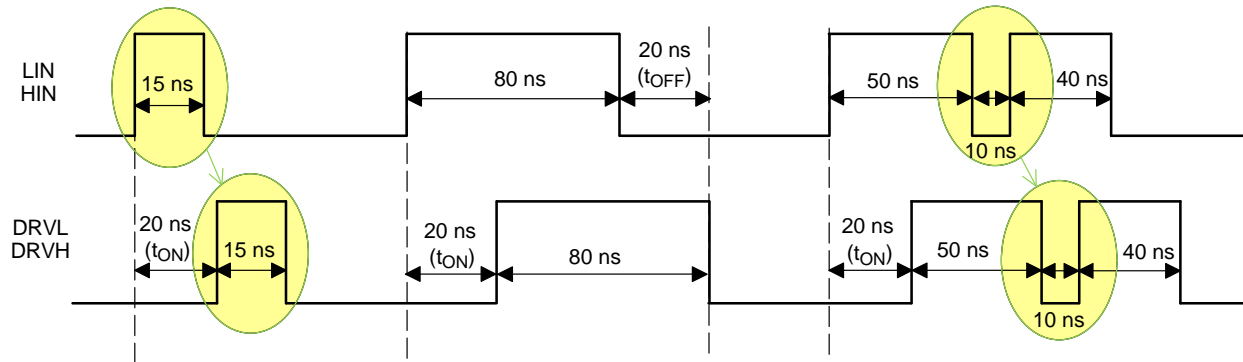 LIN
HIN
15 ns
80 ns
20 ns
(tOFF)
50 ns
10 ns
40 ns
DRVL
DRVH
20 ns
(tON)
15 ns
20 ns
(tON)
80 ns
20 ns
(tON)
50 ns
10 ns
40 ns